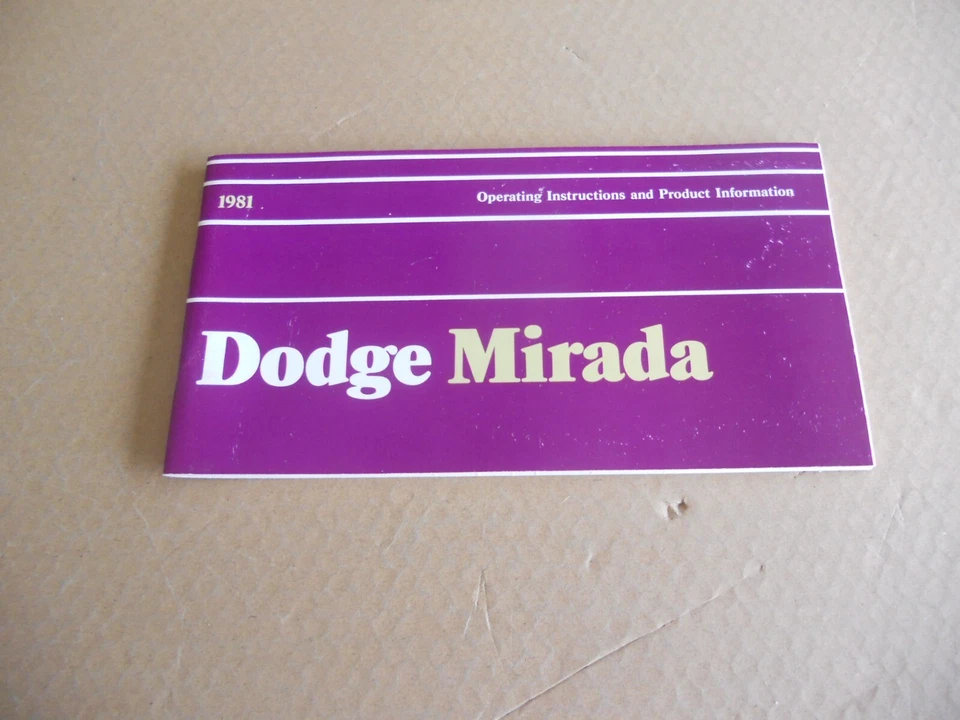 1981 Operating Instructions and Product Information
Dodge Mirada